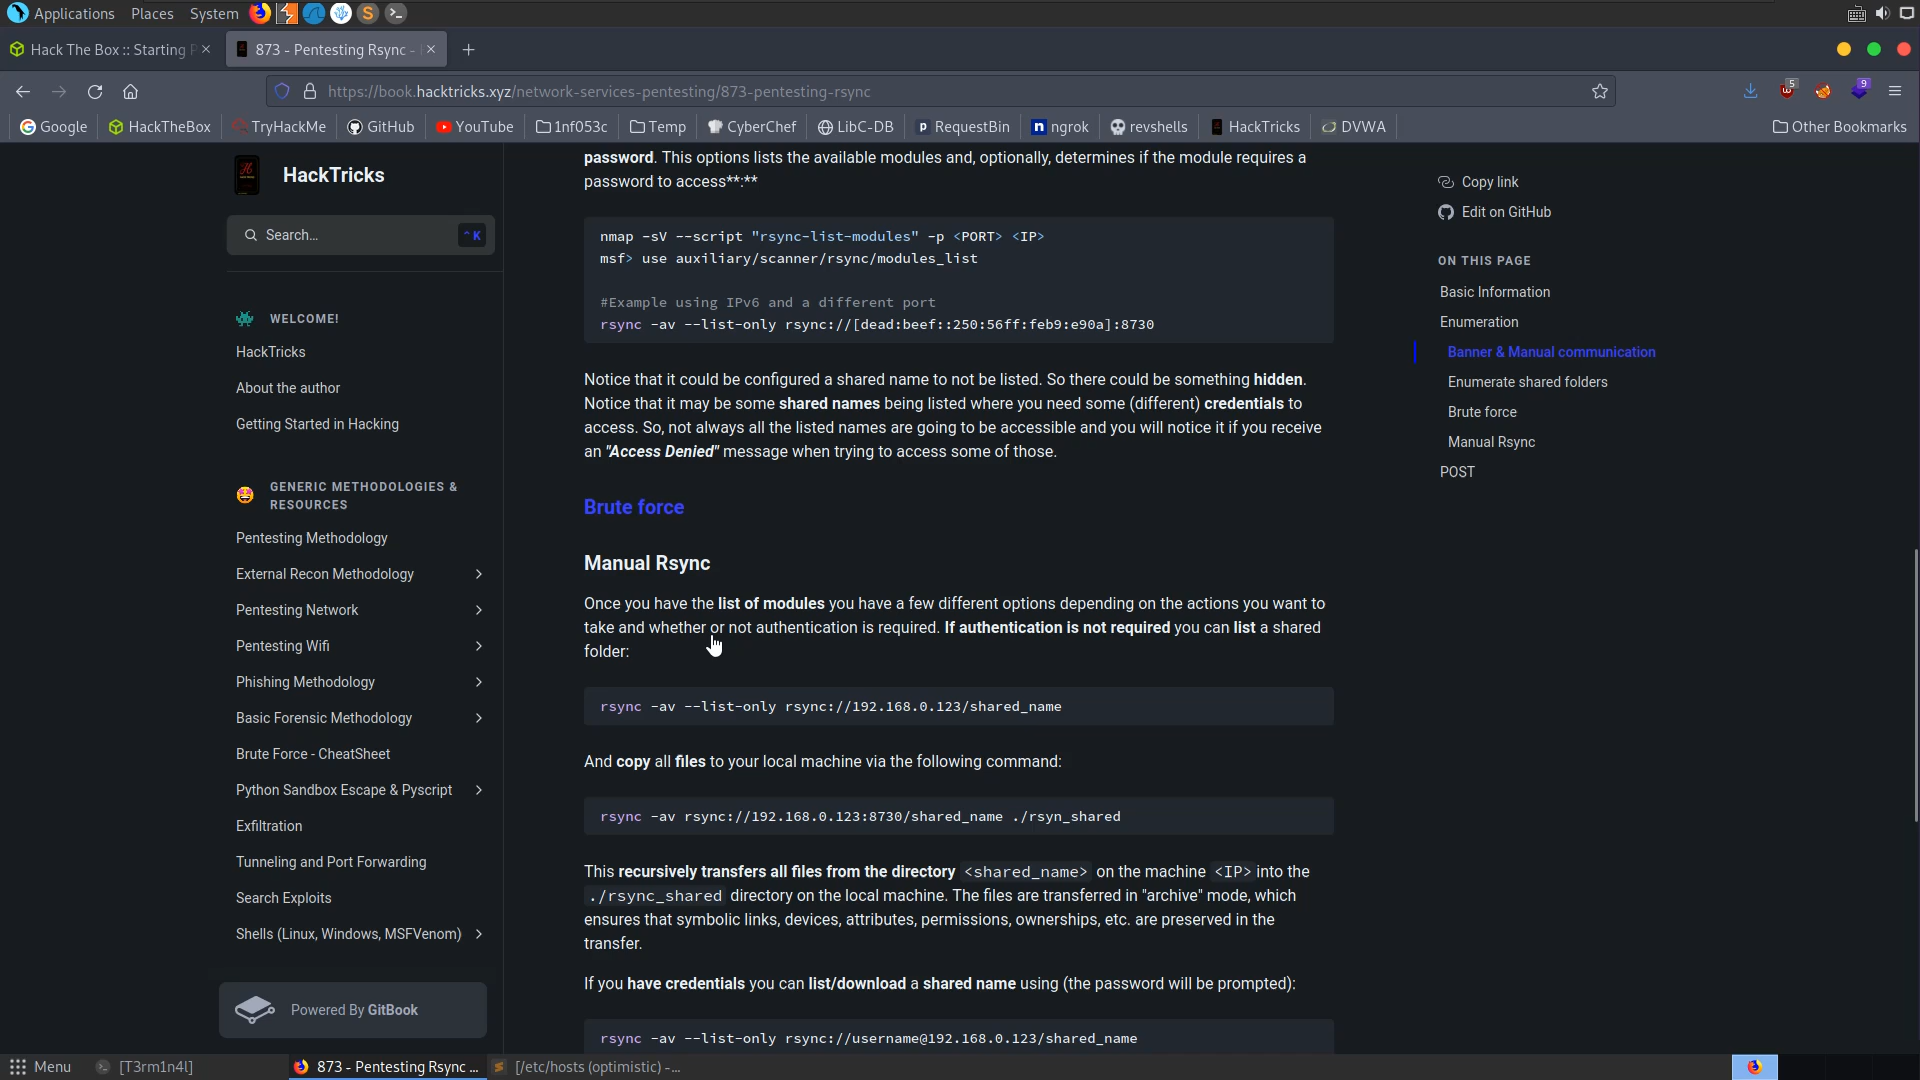 Applications Places System
Hack The Box :: Starting P
873 - Pentesting Rsync -
https://book.hacktricks.xyz/network-services-pentesting/873-pentesting-rsync
5
9
Google HackTheBox TryHackMe GitHub YouTube 1nf053c Temp CyberChef LibC-DB RequestBin ngrok revshells HackTricks DVWA Other Bookmarks
HackTricks
Search... ^ K
WELCOME!
HackTricks
About the author
Getting Started in Hacking
GENERIC METHODOLOGIES &
RESOURCES
Pentesting Methodology
External Recon Methodology
Pentesting Network
Pentesting Wifi
Phishing Methodology
Basic Forensic Methodology
Brute Force - CheatSheet
Python Sandbox Escape & Pyscript
Exfiltration
Tunneling and Port Forwarding
Search Exploits
Shells (Linux, Windows, MSFVenom)
Powered By GitBook
password. This options lists the available modules and, optionally, determines if the module requires a
password to access**:**
nmap -sV --script "rsync-list-modules" -p <PORT> <IP>
msf> use auxiliary/scanner/rsync/modules_list
#Example using IPv6 and a different port
rsync -av --list-only rsync://[dead:beef::250:56ff:feb9:e90a]:8730
Notice that it could be configured a shared name to not be listed. So there could be something hidden.
Notice that it may be some shared names being listed where you need some (different) credentials to
access. So, not always all the listed names are going to be accessible and you will notice it if you receive
an "Access Denied" message when trying to access some of those.
Brute force
Manual Rsync
Once you have the list of modules you have a few different options depending on the actions you want to
take and whether or not authentication is required. If authentication is not required you can list a shared
folder:
rsync -av --list-only rsync://192.168.0.123/shared_name
And copy all files to your local machine via the following command:
rsync -av rsync://192.168.0.123:8730/shared_name ./rsyn_shared
This recursively transfers all files from the directory <shared_name> on the machine <IP> into the
./rsync_shared directory on the local machine. The files are transferred in "archive" mode, which
ensures that symbolic links, devices, attributes, permissions, ownerships, etc. are preserved in the
transfer.
If you have credentials you can list/download a shared name using (the password will be prompted):
rsync -av --list-only rsync://username@192.168.0.123/shared_name
Copy link
Edit on GitHub
ON THIS PAGE
Basic Information
Enumeration
Banner & Manual communication
Enumerate shared folders
Brute force
Manual Rsync
POST
Menu [T3rm1n4l] 873 - Pentesting Rsync ... [/etc/hosts (optimistic) -...